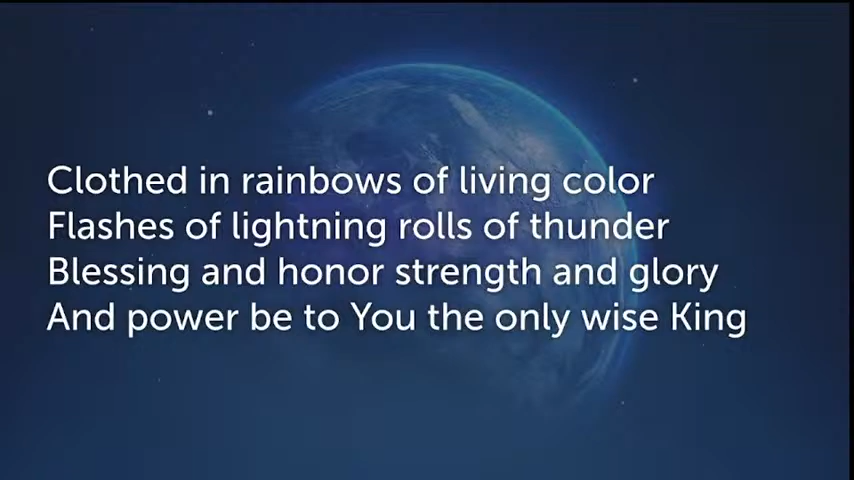 Clothed in rainbows of living color
Flashes of lightning rolls of thunder
Blessing and honor strength and glory
And power be to You the only wise King